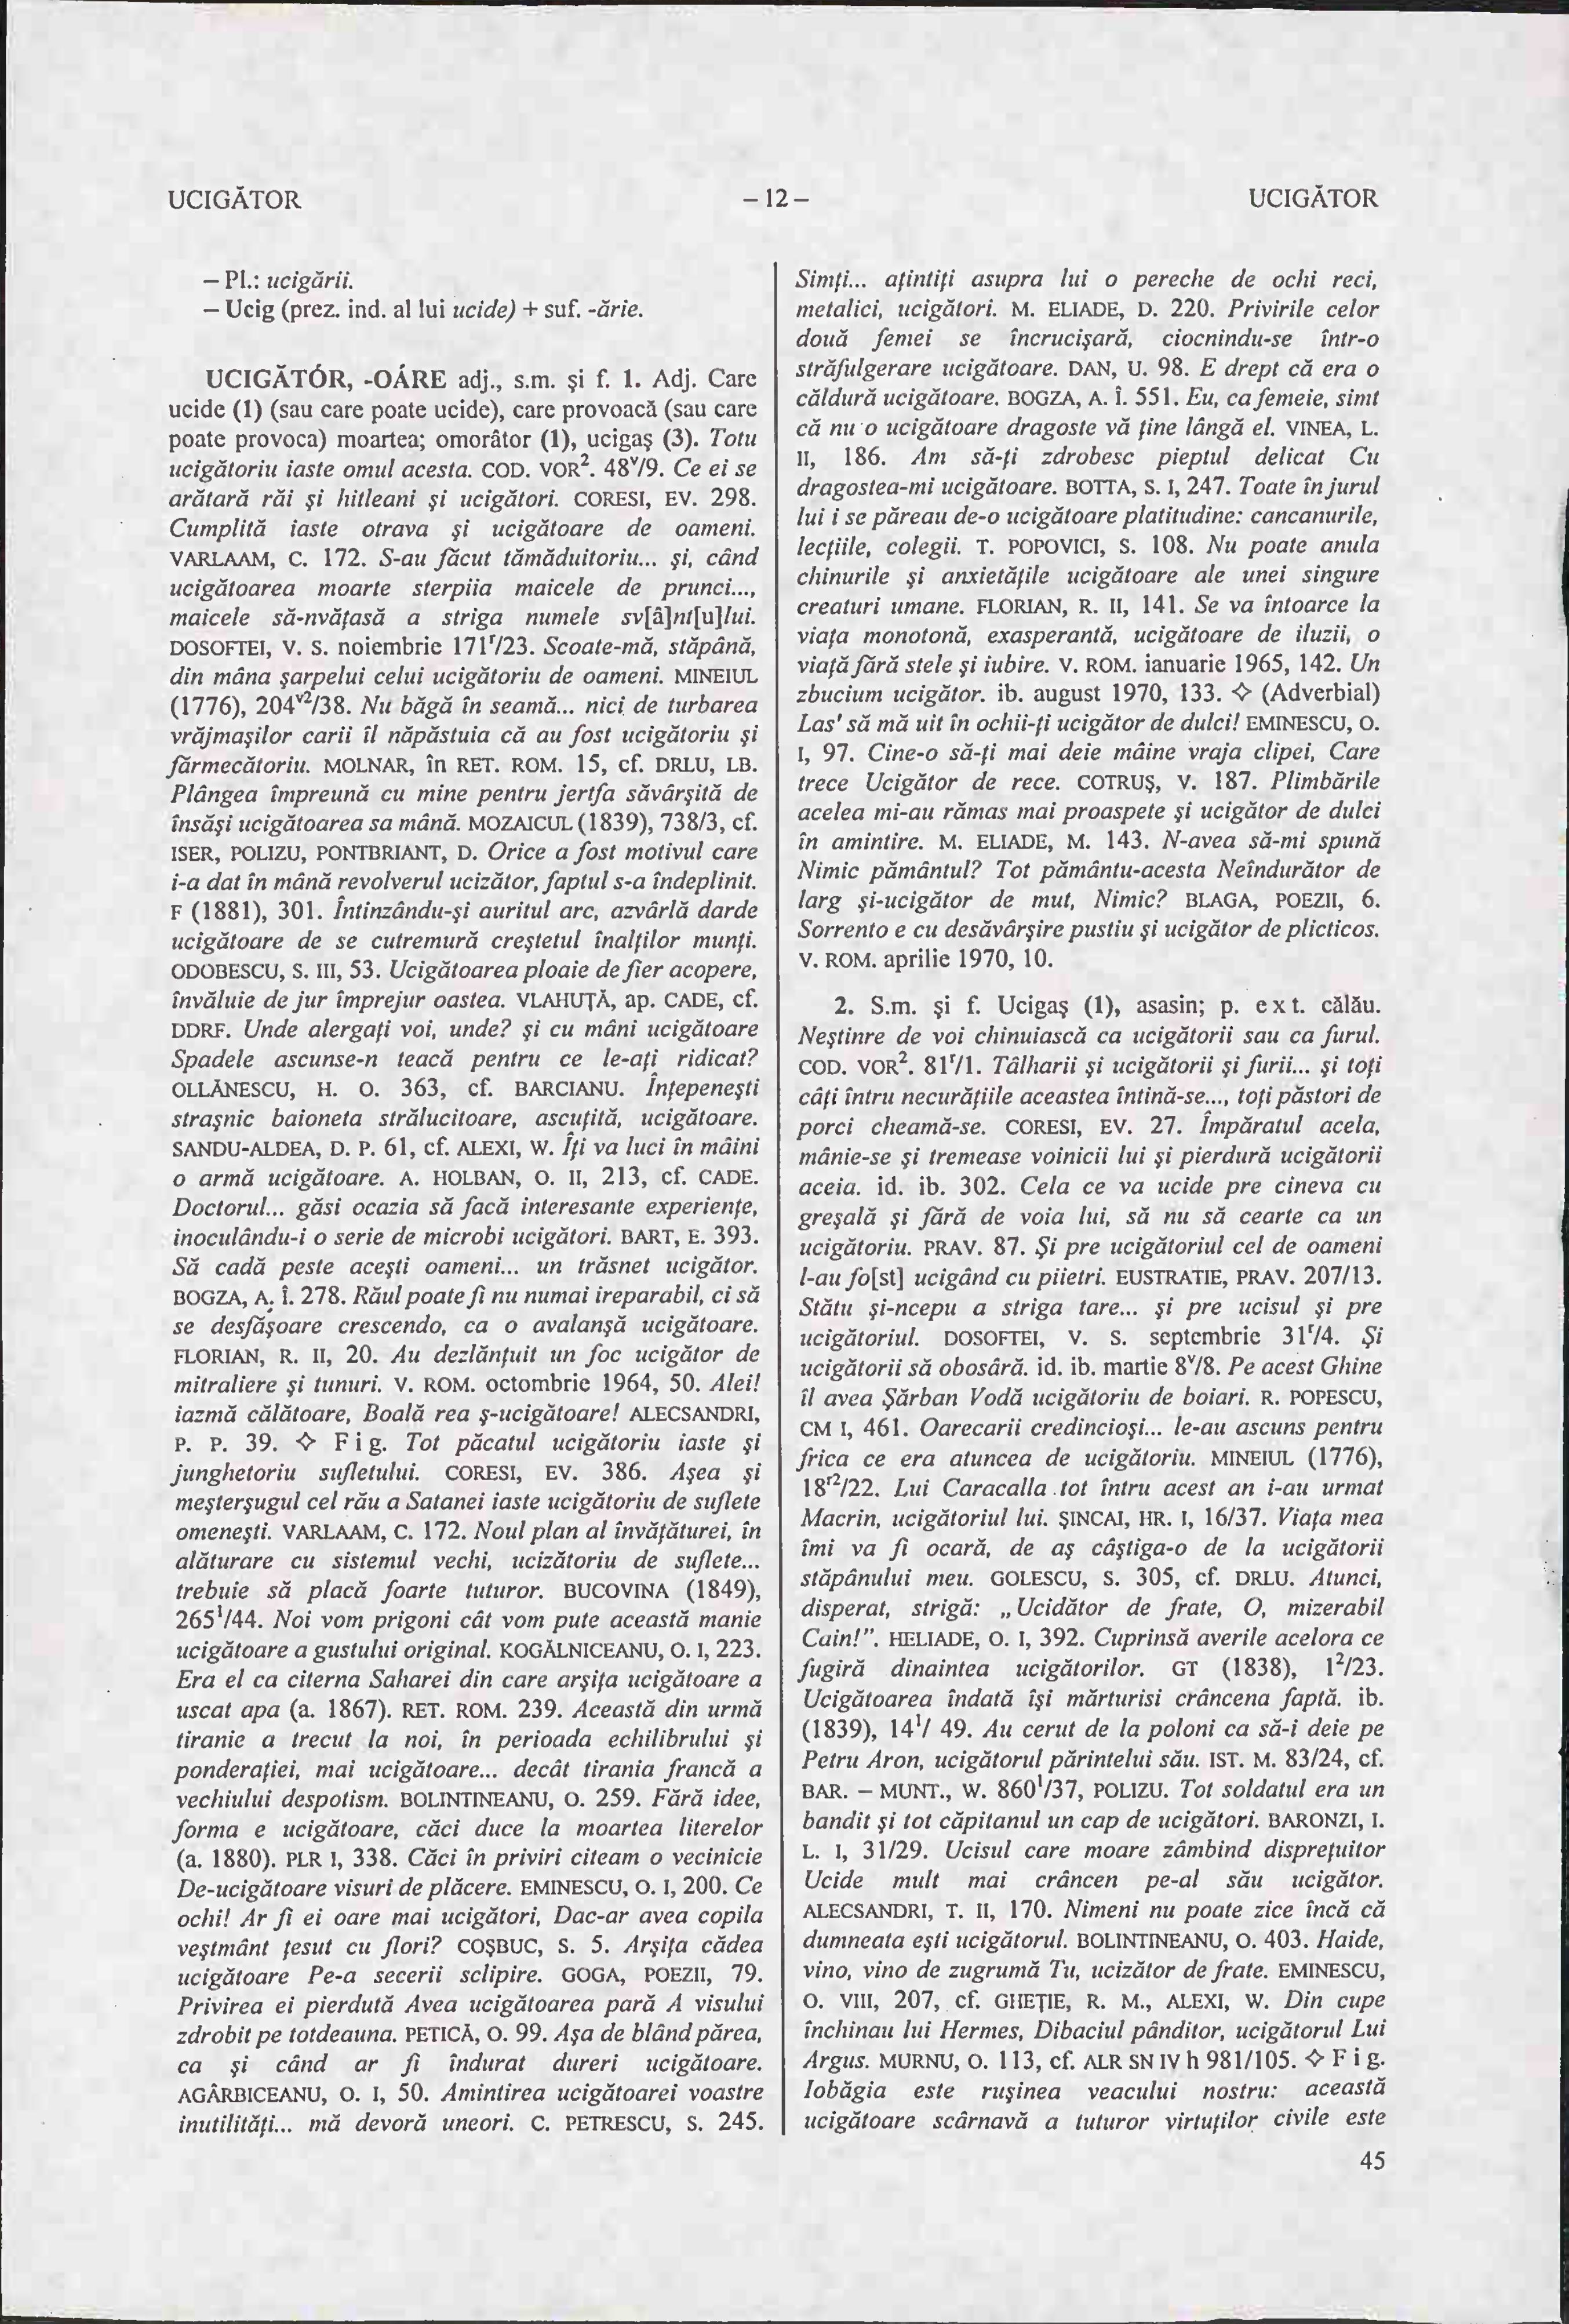 UCIGĂTOR
– 12 –
UCIGĂTOR
– Pl.: ucigării.
– Ucig (prez. ind. al lui ucide) + suf. -ărie.
UCIGĂTÓR, -OÁRE adj., s.m. şi f. 1. Adj. Care
ucide (1) (sau care poate ucide), care provoacă (sau care
poate provoca) moartea; omorâtor (1), ucigaş (3). Totu
ucigătoriu iaste omul acesta. COD. VOR². 48ᵛ/9. Ce ei se
arătară răi şi hitleani şi ucigători. CORESI, EV. 298.
Cumplită iaste otrava şi ucigătoare de oameni.
VARLAAM, C. 172. S-au făcut tămăduitoriu... şi, când
ucigătoarea moarte sterpiia maicele de prunci...,
maicele să-nvăţasă a striga numele sv[â]nt[u]lui.
DOSOFTEI, V. S. noiembrie 171ʳ/23. Scoate-mă, stăpână,
din mâna şarpelui celui ucigătoriu de oameni. MINEIUL
(1776), 204ᵛ²/38. Nu băgă în seamă... nici de turbarea
vrăjmaşilor carii îl năpăstuia că au fost ucigătoriu şi
fărmecătoriu. MOLNAR, în RET. ROM. 15, cf. DRLU, LB.
Plângea împreună cu mine pentru jertfa săvârşită de
însăşi ucigătoarea sa mână. MOZAICUL (1839), 738/3, cf.
ISER, POLIZU, PONTBRIANT, D. Orice a fost motivul care
i-a dat în mână revolverul ucizător, faptul s-a îndeplinit.
F (1881), 301. Întinzându-şi auritul arc, azvârlă darde
ucigătoare de se cutremură creştetul înalţilor munţi.
ODOBESCU, S. III, 53. Ucigătoarea ploaie de fier acopere,
învăluie de jur împrejur oastea. VLAHUŢĂ, ap. CADE, cf.
DDRF. Unde alergaţi voi, unde? şi cu mâni ucigătoare
Spadele ascunse-n teacă pentru ce le-aţi ridicat?
OLLĂNESCU, H. O. 363, cf. BARCIANU. Înţepeneşti
straşnic baioneta strălucitoare, ascuţită, ucigătoare.
SANDU-ALDEA, D. P. 61, cf. ALEXI, W. Îţi va luci în mâini
o armă ucigătoare. A. HOLBAN, O. II, 213, cf. CADE.
Doctorul... găsi ocazia să facă interesante experienţe,
inoculându-i o serie de microbi ucigători. BART, E. 393.
Să cadă peste aceşti oameni... un trăsnet ucigător.
BOGZA, A. Î. 278. Răul poate fi nu numai ireparabil, ci să
se desfăşoare crescendo, ca o avalanşă ucigătoare.
FLORIAN, R. II, 20. Au dezlănţuit un foc ucigător de
mitraliere şi tunuri. V. ROM. octombrie 1964, 50. Alei!
iazmă călătoare, Boală rea ş-ucigătoare! ALECSANDRI,
P. P. 39. ◇ Fig. Tot păcatul ucigătoriu iaste şi
junghetoriu sufletului. CORESI, EV. 386. Aşea şi
meşterşugul cel rău a Satanei iaste ucigătoriu de suflete
omeneşti. VARLAAM, C. 172. Noul plan al învăţăturei, în
alăturare cu sistemul vechi, ucizătoriu de suflete...
trebuie să placă foarte tuturor. BUCOVINA (1849),
265¹/44. Noi vom prigoni cât vom pute această manie
ucigătoare a gustului original. KOGĂLNICEANU, O. I, 223.
Era el ca citerna Saharei din care arşiţa ucigătoare a
uscat apa (a. 1867). RET. ROM. 239. Această din urmă
tiranie a trecut la noi, în perioada echilibrului şi
ponderaţiei, mai ucigătoare... decât tirania francă a
vechiului despotism. BOLINTINEANU, O. 259. Fără idee,
forma e ucigătoare, căci duce la moartea literelor
(a. 1880). PLR I, 338. Căci în priviri citeam o vecinicie
De-ucigătoare visuri de plăcere. EMINESCU, O. I, 200. Ce
ochi! Ar fi ei oare mai ucigători, Dac-ar avea copila
veştmânt ţesut cu flori? COŞBUC, S. 5. Arşiţa cădea
ucigătoare Pe-a secerii sclipire. GOGA, POEZII, 79.
Privirea ei pierdută Avea ucigătoarea pară A visului
zdrobit pe totdeauna. PETICĂ, O. 99. Aşa de blând părea,
ca şi când ar fi îndurat dureri ucigătoare.
AGÂRBICEANU, O. I, 50. Amintirea ucigătoarei voastre
inutilităţi... mă devoră uneori. C. PETRESCU, S. 245.
Simţi... aţintiţi asupra lui o pereche de ochi reci,
metalici, ucigători. M. ELIADE, D. 220. Privirile celor
două femei se încrucişară, ciocnindu-se într-o
străfulgerare ucigătoare. DAN, U. 98. E drept că era o
căldură ucigătoare. BOGZA, A. Î. 551. Eu, ca femeie, simt
că nu o ucigătoare dragoste vă ţine lângă el. VINEA, L.
II, 186. Am să-ţi zdrobesc pieptul delicat Cu
dragostea-mi ucigătoare. BOTTA, S. I, 247. Toate în jurul
lui i se păreau de-o ucigătoare platitudine: cancanurile,
lecţiile, colegii. T. POPOVICI, S. 108. Nu poate anula
chinurile şi anxietăţile ucigătoare ale unei singure
creaturi umane. FLORIAN, R. II, 141. Se va întoarce la
viaţa monotonă, exasperantă, ucigătoare de iluzii, o
viaţă fără stele şi iubire. V. ROM. ianuarie 1965, 142. Un
zbucium ucigător. ib. august 1970, 133. ◇ (Adverbial)
Las' să mă uit în ochii-ţi ucigător de dulci! EMINESCU, O.
I, 97. Cine-o să-ţi mai deie mâine vraja clipei, Care
trece Ucigător de rece. COTRUŞ, V. 187. Plimbările
acelea mi-au rămas mai proaspete şi ucigător de dulci
în amintire. M. ELIADE, M. 143. N-avea să-mi spună
Nimic pământul? Tot pământu-acesta Neîndurător de
larg şi-ucigător de mut, Nimic? BLAGA, POEZII, 6.
Sorrento e cu desăvârşire pustiu şi ucigător de plicticos.
V. ROM. aprilie 1970, 10.
2. S.m. şi f. Ucigaş (1), asasin; p. ext. călău.
Neştinre de voi chinuiască ca ucigătorii sau ca furul.
COD. VOR². 81ʳ/1. Tâlharii şi ucigătorii şi furii... şi toţi
câţi întru necurăţiile aceastea întină-se..., toţi păstori de
porci cheamă-se. CORESI, EV. 27. Împăratul acela,
mânie-se şi tremease voinicii lui şi pierdură ucigătorii
aceia. id. ib. 302. Cela ce va ucide pre cineva cu
greşală şi fără de voia lui, să nu să cearte ca un
ucigătoriu. PRAV. 87. Şi pre ucigătoriul cel de oameni
l-au fo[st] ucigând cu piietri. EUSTRATIE, PRAV. 207/13.
Stătu şi-ncepu a striga tare... şi pre ucisul şi pre
ucigătoriul. DOSOFTEI, V. S. septembrie 31ʳ/4. Şi
ucigătorii să obosâră. id. ib. martie 8ᵛ/8. Pe acest Ghine
îl avea Şărban Vodă ucigătoriu de boiari. R. POPESCU,
CM I, 461. Oarecarii credincioşi... le-au ascuns pentru
frica ce era atuncea de ucigătoriu. MINEIUL (1776),
18ʳ²/22. Lui Caracalla tot întru acest an i-au urmat
Macrin, ucigătoriul lui. ŞINCAI, HR. I, 16/37. Viaţa mea
îmi va fi ocară, de aş câştiga-o de la ucigătorii
stăpânului meu. GOLESCU, S. 305, cf. DRLU. Atunci,
disperat, strigă: „Ucidător de frate, O, mizerabil
Cain!”. HELIADE, O. I, 392. Cuprinsă averile acelora ce
fugiră dinaintea ucigătorilor. GT (1838), 1²/23.
Ucigătoarea îndată îşi mărturisi crâncena faptă. ib.
(1839), 14¹/ 49. Au cerut de la poloni ca să-i deie pe
Petru Aron, ucigătorul părintelui său. IST. M. 83/24, cf.
BAR. – MUNT., W. 860¹/37, POLIZU. Tot soldatul era un
bandit şi tot căpitanul un cap de ucigători. BARONZI, I.
L. I, 31/29. Ucisul care moare zâmbind dispreţuitor
Ucide mult mai crâncen pe-al său ucigător.
ALECSANDRI, T. II, 170. Nimeni nu poate zice încă că
dumneata eşti ucigătorul. BOLINTINEANU, O. 403. Haide,
vino, vino de zugrumă Tu, ucizător de frate. EMINESCU,
O. VIII, 207, cf. GHEŢIE, R. M., ALEXI, W. Din cupe
închinau lui Hermes, Dibaciul pânditor, ucigătorul Lui
Argus. MURNU, O. 113, cf. ALR SN IV h 981/105. ◇ Fig.
Iobăgia este ruşinea veacului nostru: această
ucigătoare scârnavă a tuturor virtuţilor civile este
45